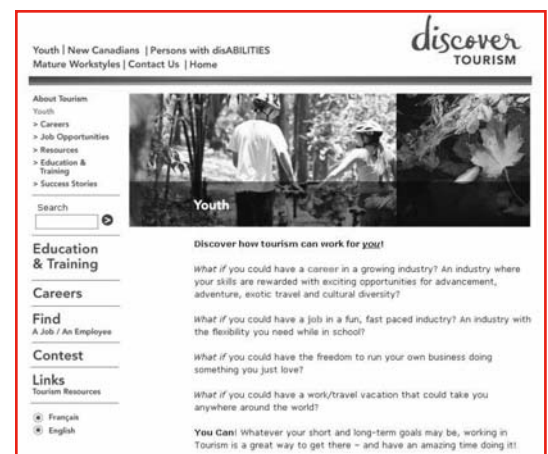 Youth | New Canadians | Persons with disABILITIES
Mature Workstyles | Contact Us | Home
discover
TOURISM
About Tourism
Youth
> Careers
> Job Opportunities
> Resources
> Education &
Training
> Success Stories
Search
Education
& Training
Careers
Find
A Job / An Employee
Contest
Links
Tourism Resources
Français
English
Youth
Discover how tourism can work for you!
What if you could have a career in a growing industry? An industry where
your skills are rewarded with exciting opportunities for advancement,
adventure, exotic travel and cultural diversity?
What if you could have a job in a fun, fast paced inductry? An industry with
the flexibility you need while in school?
What if you could have the freedom to run your own business doing
something you just love?
What if you could have a work/travel vacation that could take you
anywhere around the world?
You Can! Whatever your short and long-term goals may be, working in
Tourism is a great way to get there – and have an amazing time doing it!